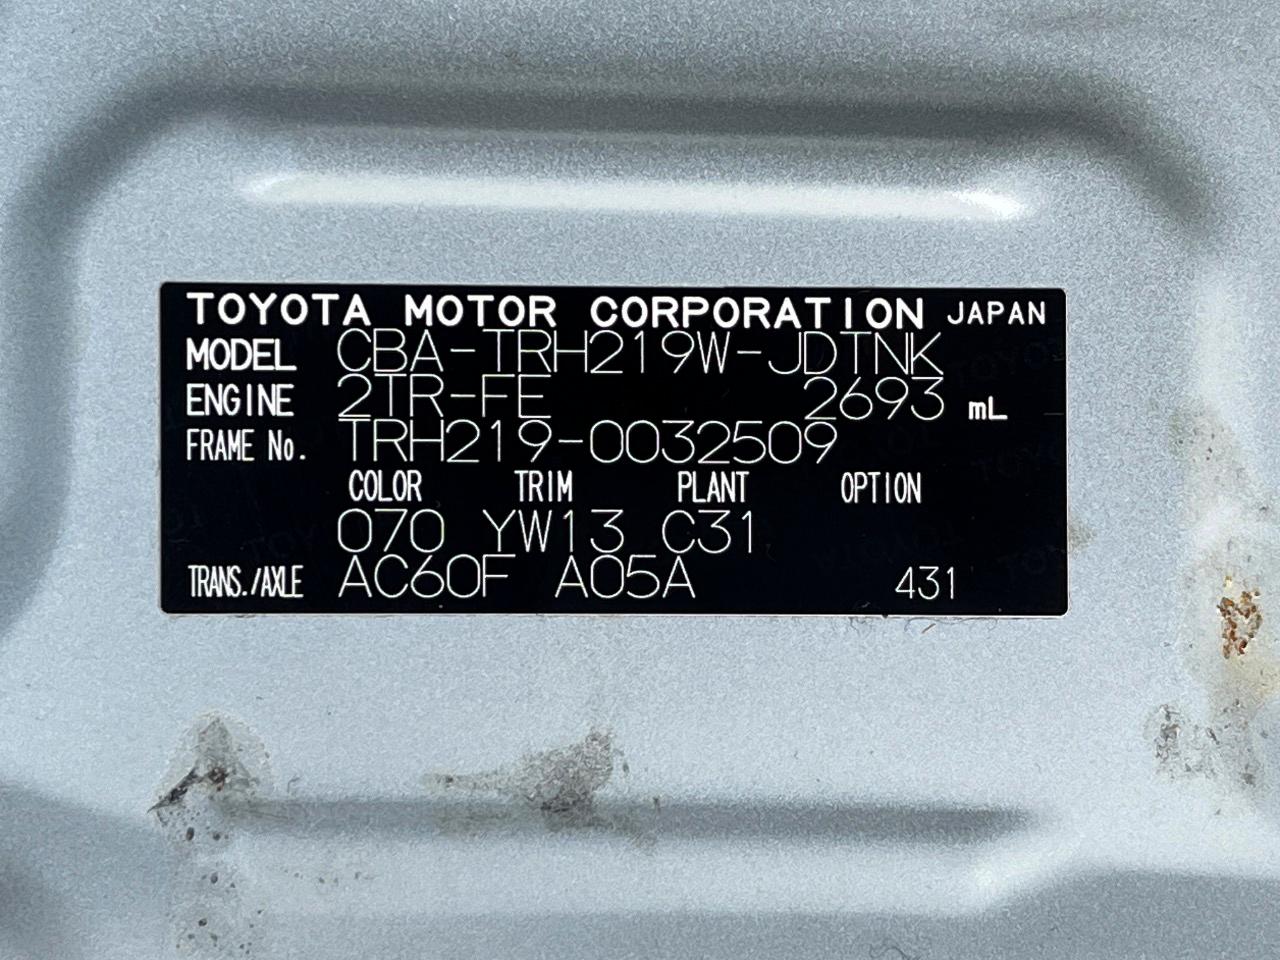 TOYOTA MOTOR CORPORATION JAPAN
MODEL CBA-TRH219W-JDTNK
ENGINE 2TR-FE 2693 mL
FRAME No. TRH219-0032509
COLOR TRIM PLANT OPTION
070 YW13 C31
TRANS./AXLE AC60F A05A 431